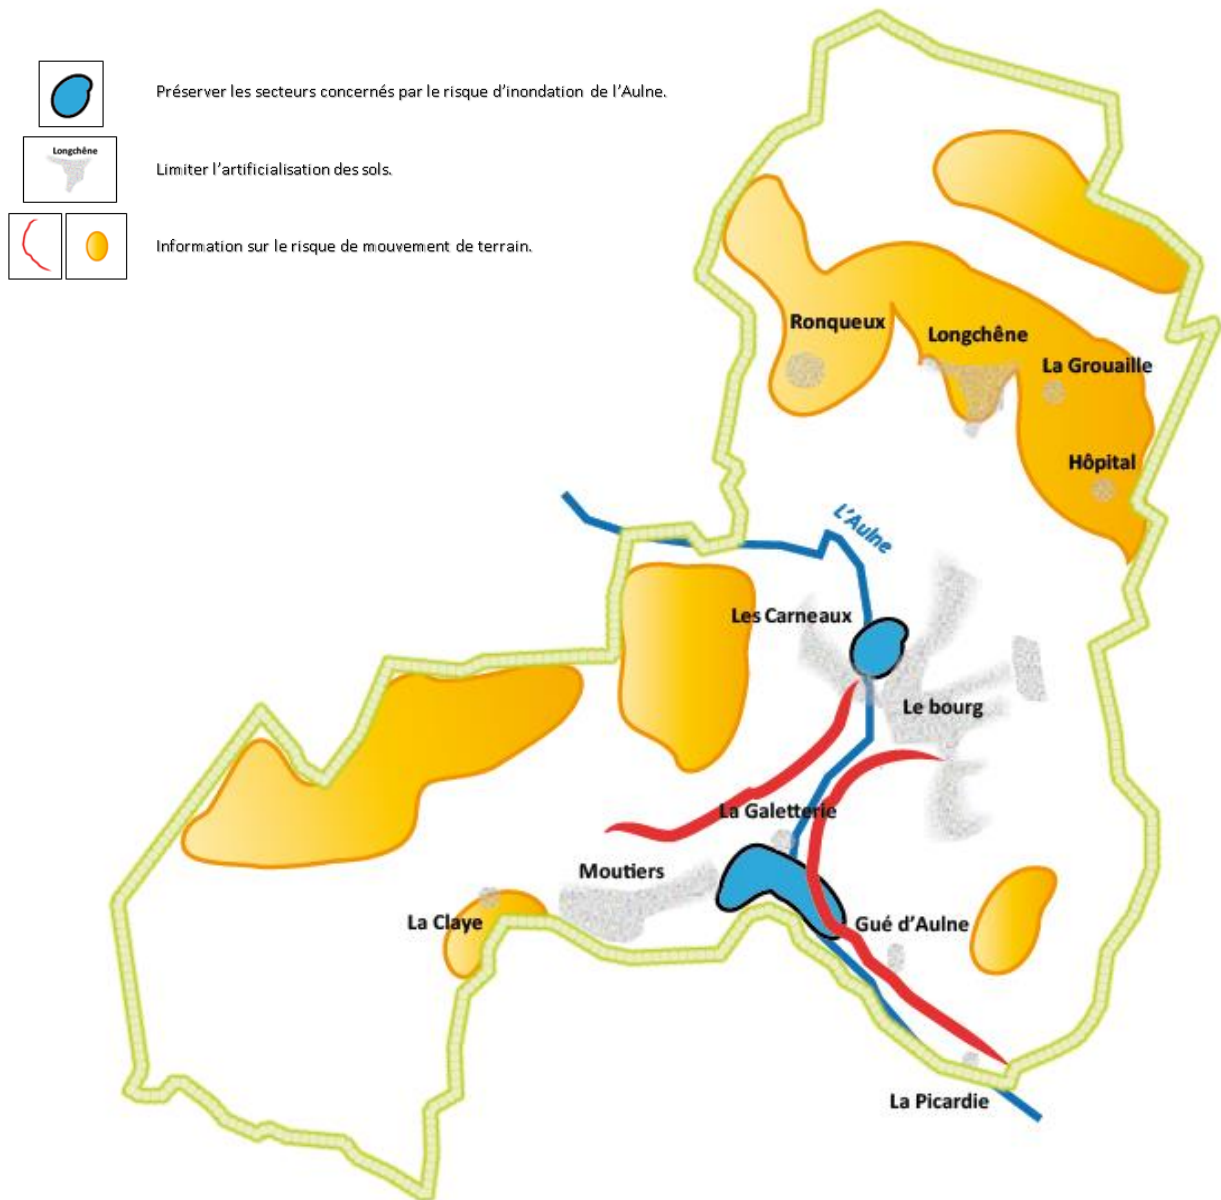 Préserver les secteurs concernés par le risque d'inondation de l'Aulne.
Longchêne
Limiter l'artificialisation des sols.
Information sur le risque de mouvement de terrain.
Ronqueux
Longchêne
La Grouaille
Hôpital
L'Aulne
Les Carneaux
Le bourg
La Galetterie
Moutiers
La Claye
Gué d'Aulne
La Picardie